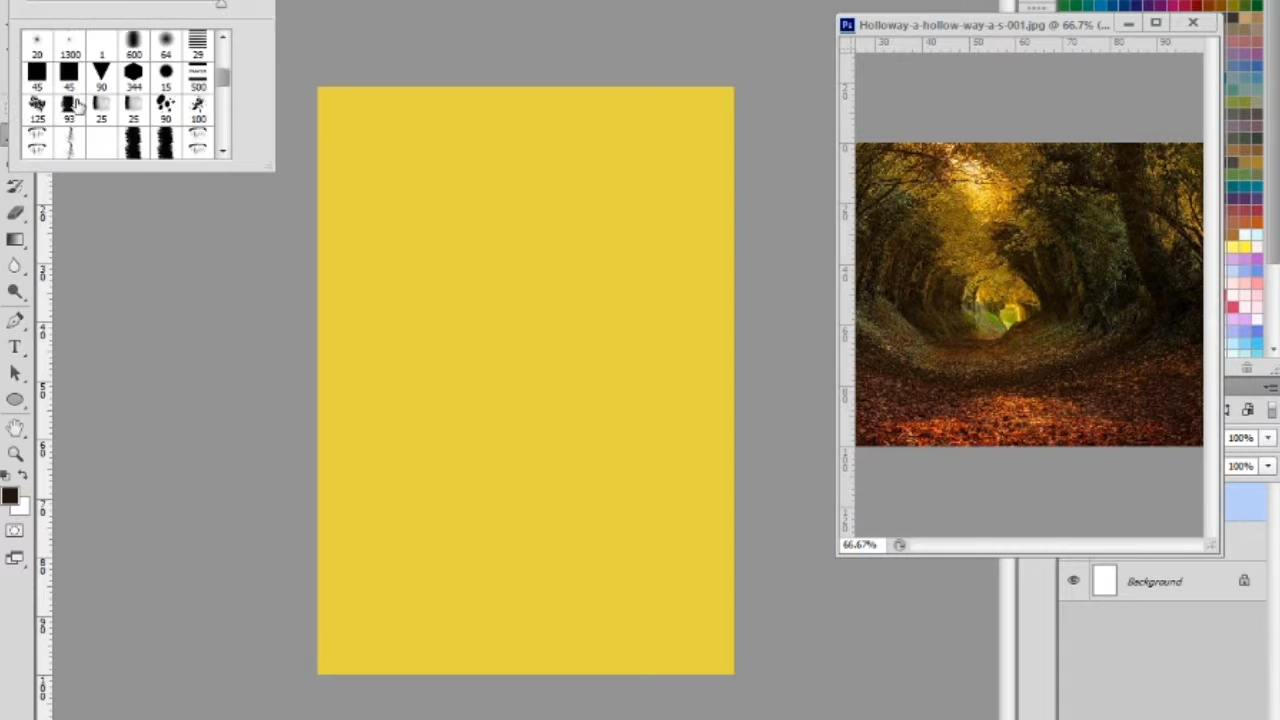 Holloway-a-hollow-way-a-s-001.jpg @ 66.7% (...
30 40 50 60 70 80 90
20 1300 1 600 64 29
45 45 90 344 15 500
125 93 25 25 90 100
100%
100%
66.67%
Background